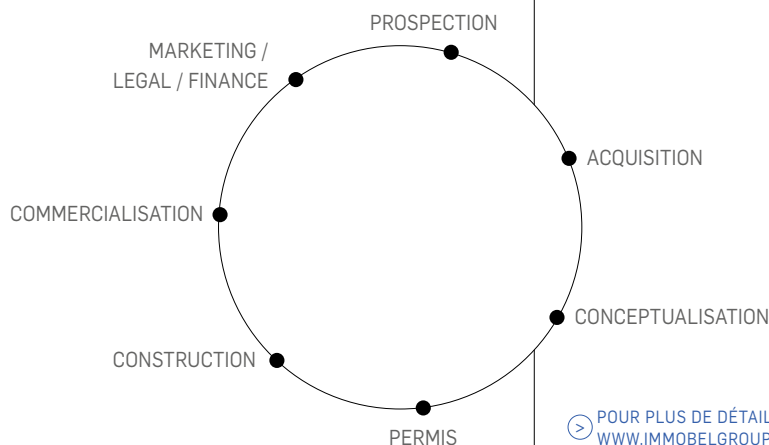 PROSPECTION
MARKETING /
LEGAL / FINANCE
ACQUISITION
COMMERCIALISATION
CONCEPTUALISATION
CONSTRUCTION
PERMIS
> POUR PLUS DE DÉTAIL
WWW.IMMOBELGROUP